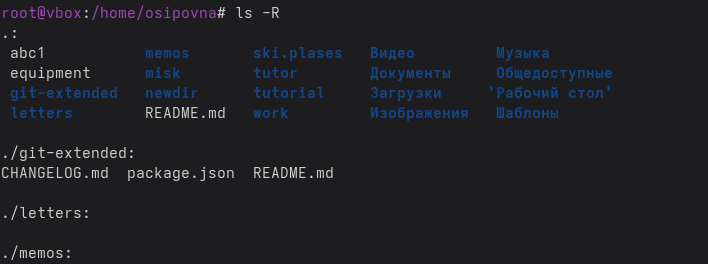 root@vbox:/home/osipovna# ls -R
.:
abc1 memos ski.plases Видео Музыка
equipment misk tutor Документы Общедоступные
git-extended newdir tutorial Загрузки 'Рабочий стол'
letters README.md work Изображения Шаблоны
./git-extended:
CHANGELOG.md package.json README.md
./letters:
./memos: